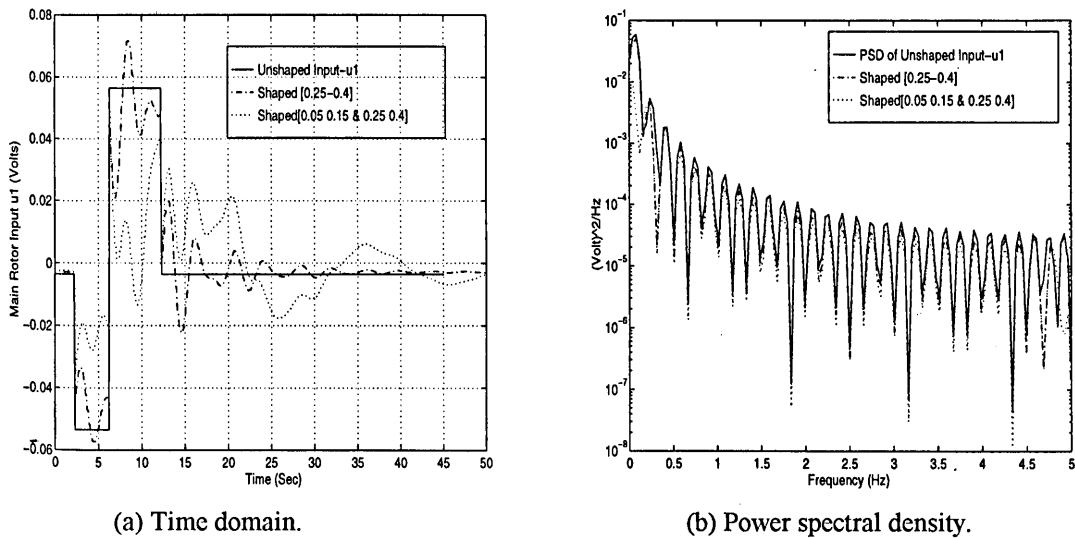 0.08
0.06
0.04
0.02
0
-0.02
-0.04
-0.06
Main Rotor Input u1 (Volts)
Unshaped Input-u1
Shaped [0.25-0.4]
Shaped[0.05 0.15 & 0.25 0.4]
0 5 10 15 20 25 30 35 40 45 50
Time (Sec)
(a) Time domain.
10^-1
10^-2
10^-3
10^-4
10^-5
10^-6
10^-7
10^-8
(Volt)^2/Hz
PSD of Unshaped Input-u1
Shaped [0.25-0.4]
Shaped[0.05 0.15 & 0.25 0.4]
0 0.5 1 1.5 2 2.5 3 3.5 4 4.5 5
Frequency (Hz)
(b) Power spectral density.